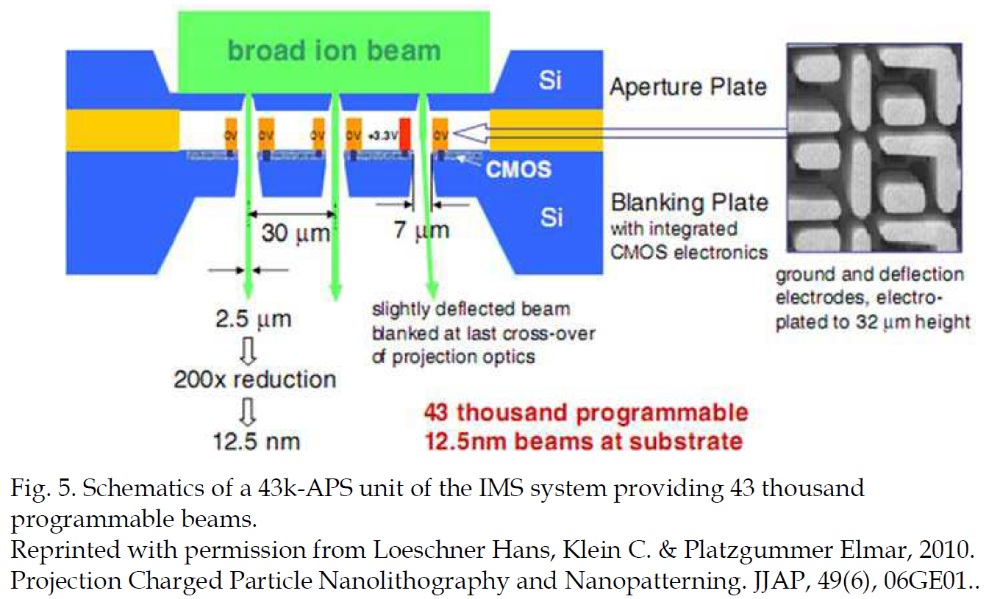 broad ion beam
Si
Aperture Plate
0V
0V
0V
0V
+3.3V
0V
CMOS
Blanking Plate
with integrated
CMOS electronics
Si
30 μm
7 μm
ground and deflection
electrodes, electro-
plated to 32 μm height
2.5 μm
slightly deflected beam
blanked at last cross-over
of projection optics
200x reduction
12.5 nm
43 thousand programmable
12.5nm beams at substrate
Fig. 5. Schematics of a 43k-APS unit of the IMS system providing 43 thousand
programmable beams.
Reprinted with permission from Loeschner Hans, Klein C. & Platzgummer Elmar, 2010.
Projection Charged Particle Nanolithography and Nanopatterning. JJAP, 49(6), 06GE01..